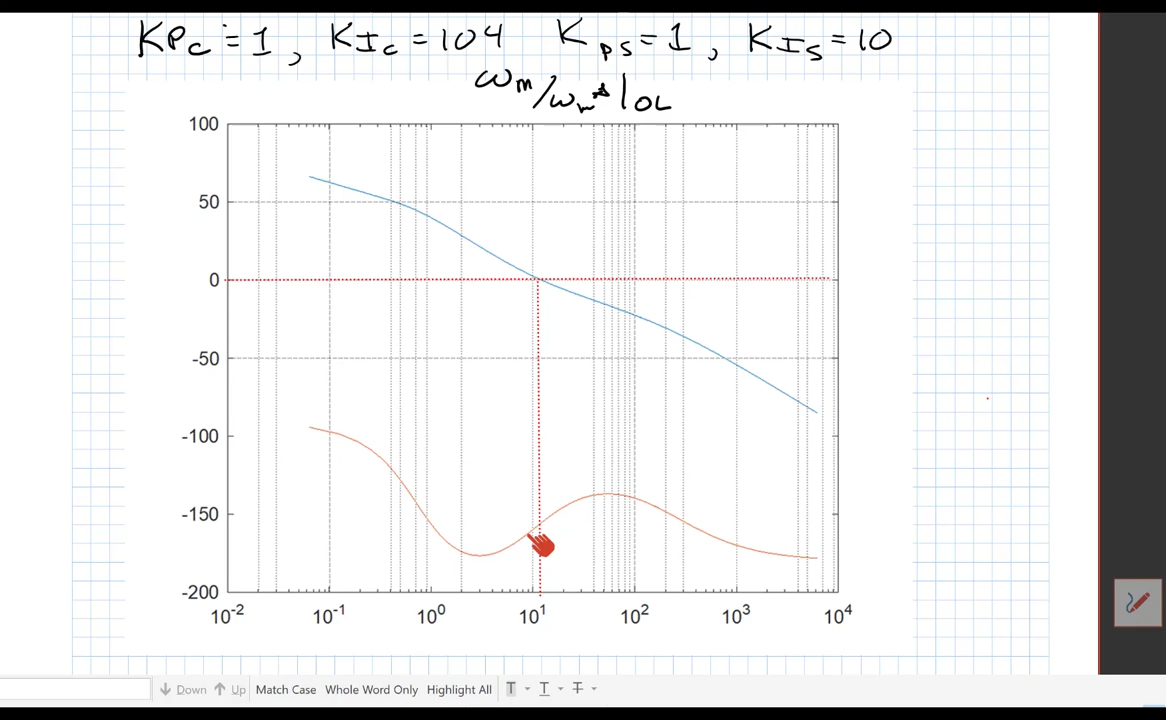 KPc = 1 , KIc = 104 Kps = 1 , KIs = 10
ωm/ωm* | OL
100
50
0
-50
-100
-150
-200
10-2 10-1 100 101 102 103 104
Down Up Match Case Whole Word Only Highlight All T T T